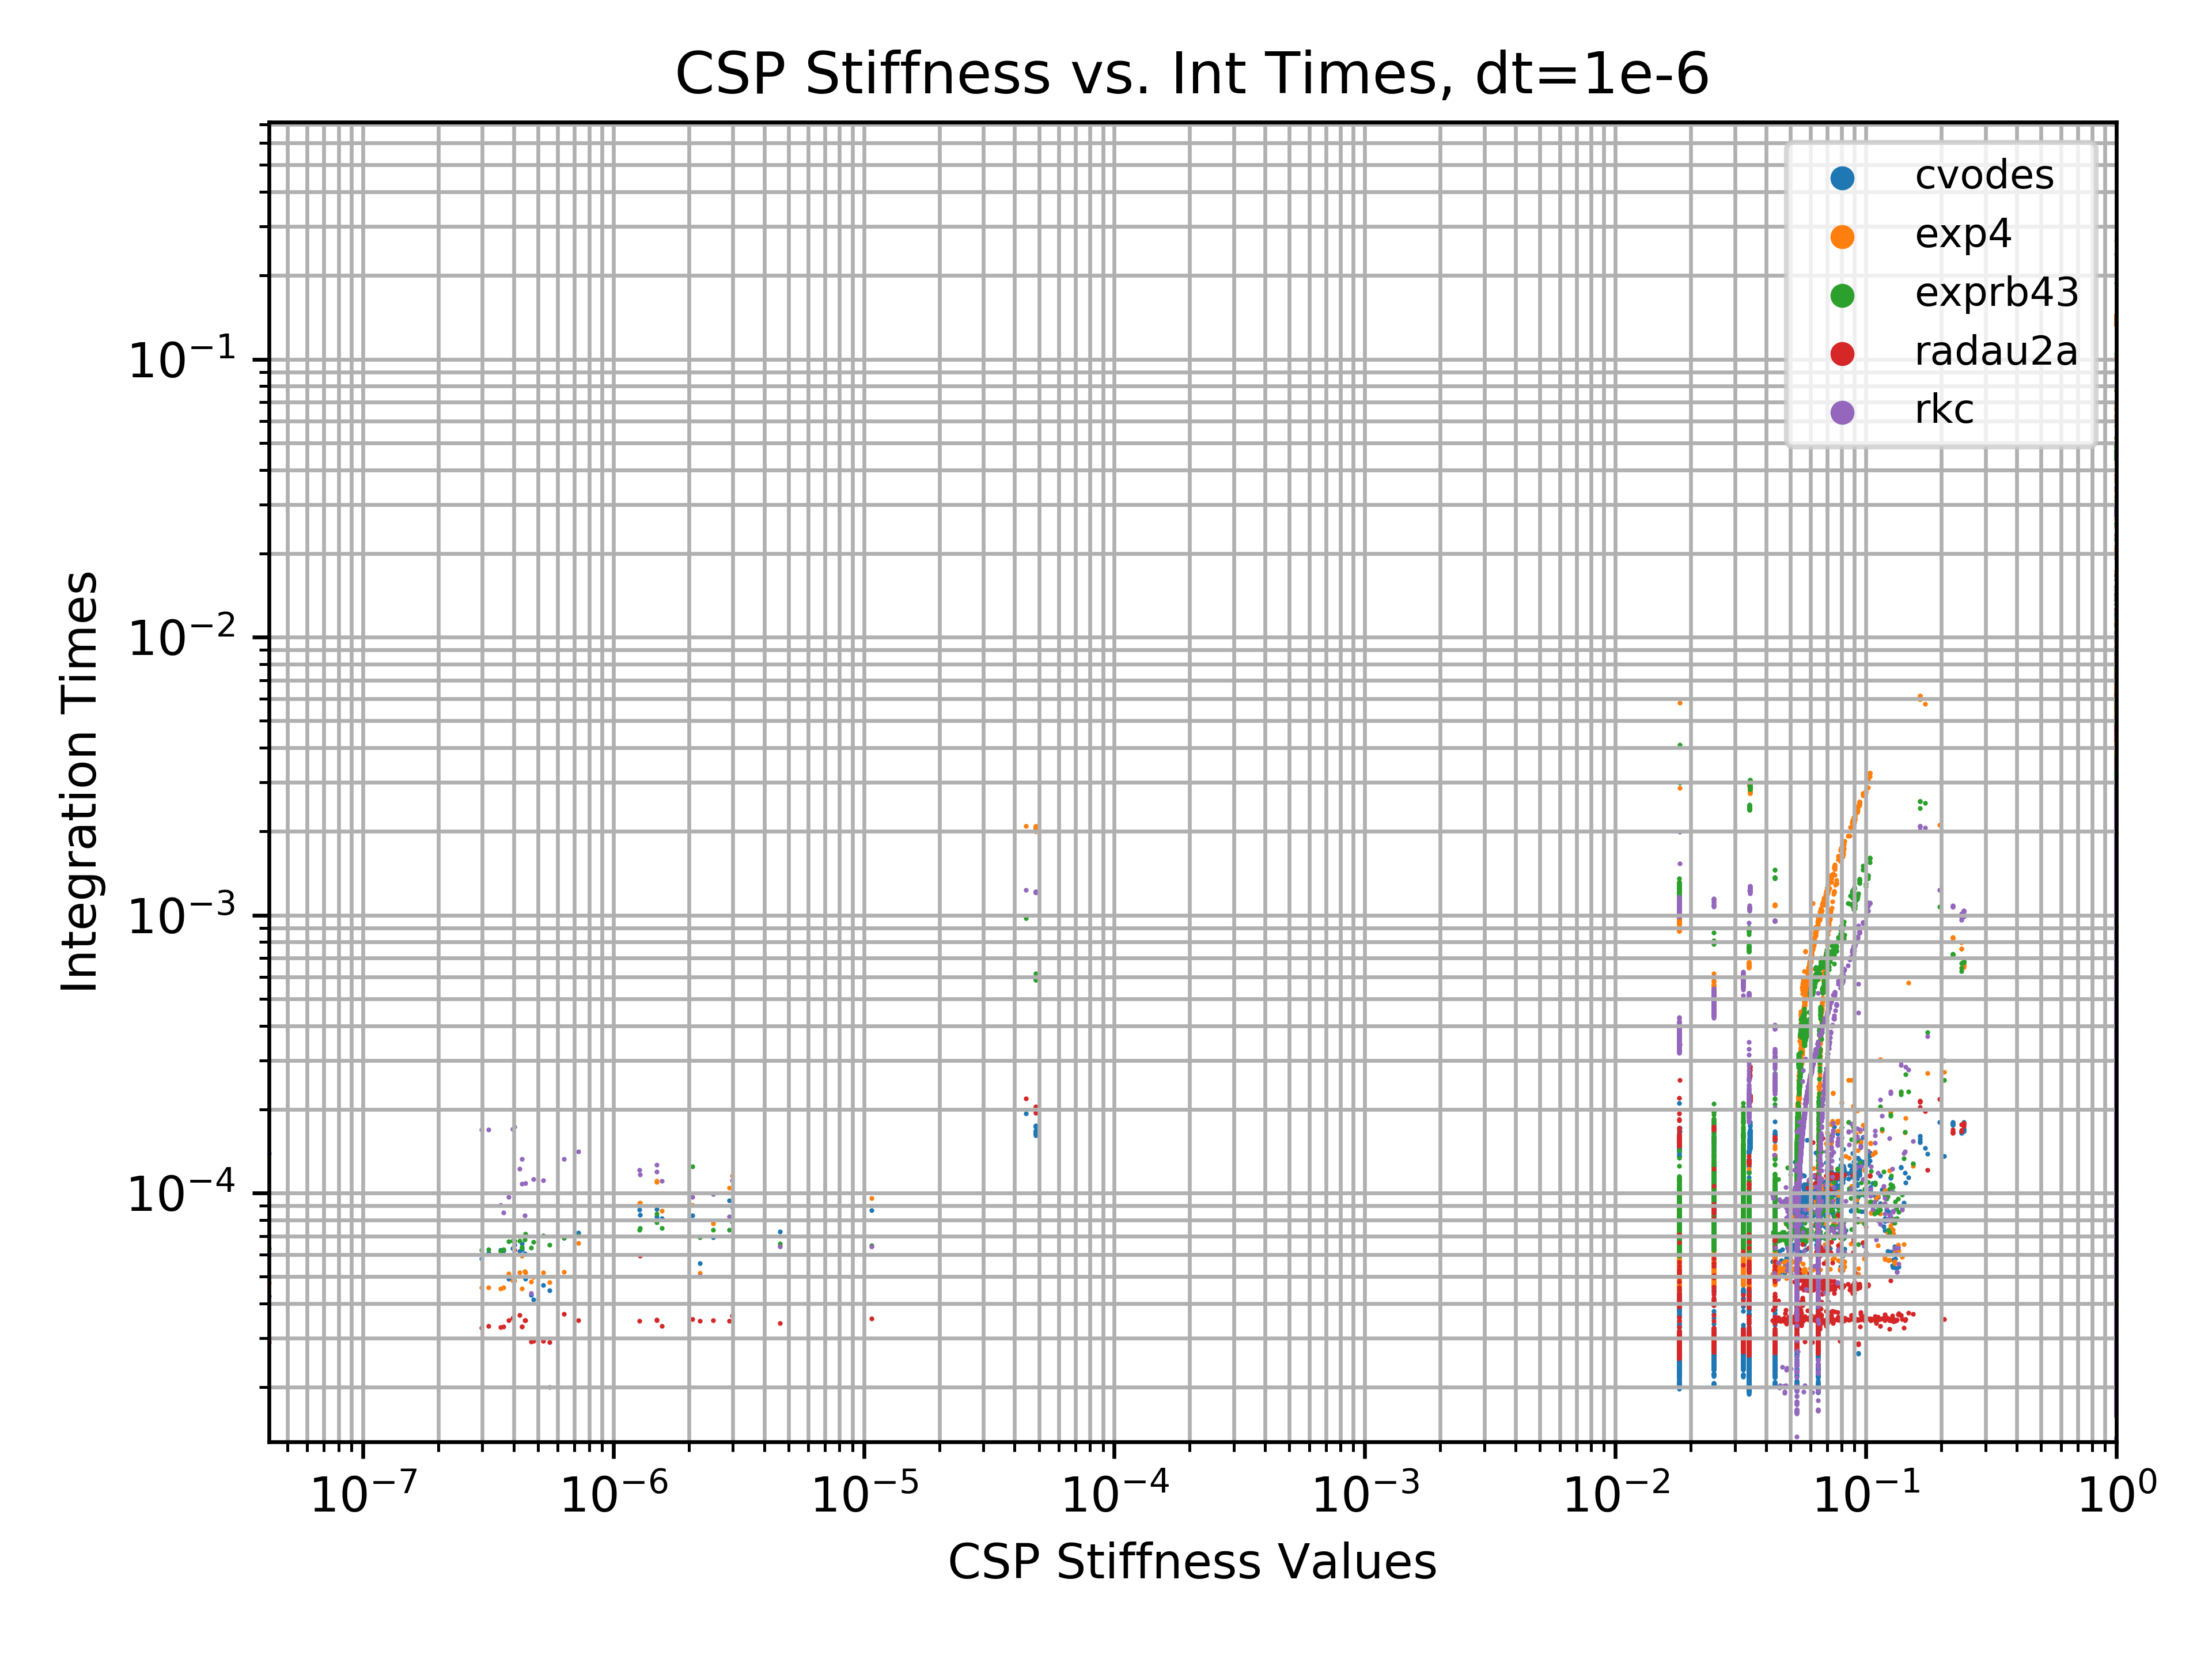 CSP Stiffness vs. Int Times, dt=1e-6
cvodes
exp4
exprb43
radau2a
rkc
Integration Times
10⁻¹
10⁻²
10⁻³
10⁻⁴
10⁻⁷ 10⁻⁶ 10⁻⁵ 10⁻⁴ 10⁻³ 10⁻² 10⁻¹ 10⁰
CSP Stiffness Values